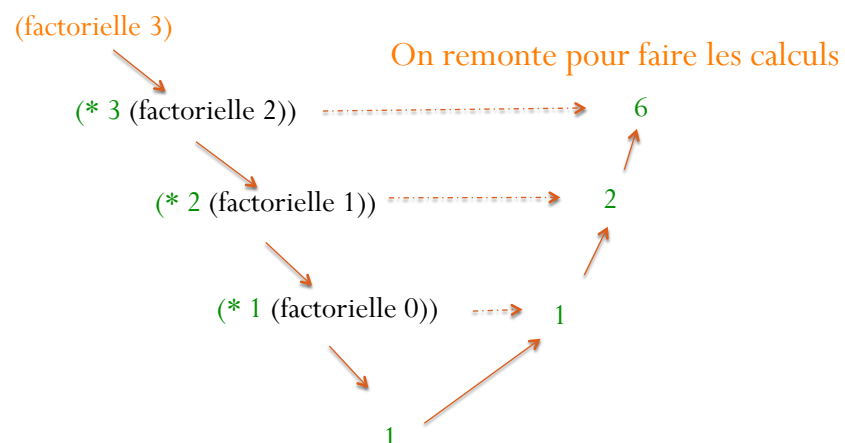 (factorielle 3)
On remonte pour faire les calculs
(* 3 (factorielle 2)) 6
(* 2 (factorielle 1)) 2
(* 1 (factorielle 0)) 1
1